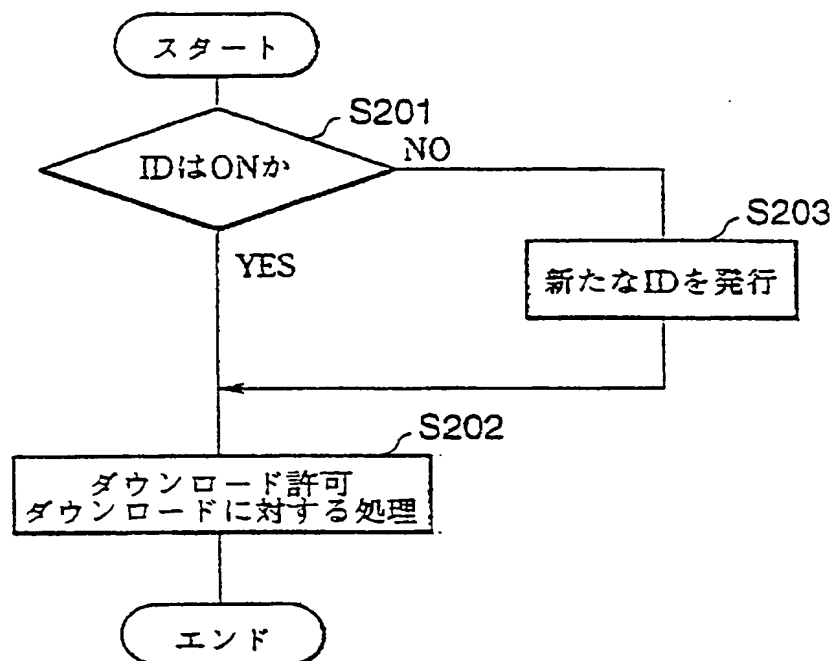 スタート
S201
IDはONか
NO
S203
YES
新たなIDを発行
S202
ダウンロード許可
ダウンロードに対する処理
エンド